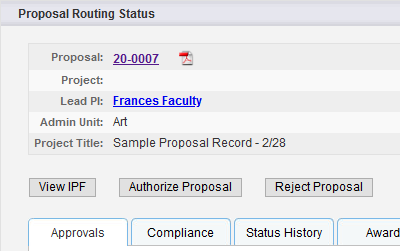 Proposal Routing Status
Proposal: 20-0007
Project:
Lead PI: Frances Faculty
Admin Unit: Art
Project Title: Sample Proposal Record - 2/28
View IPF Authorize Proposal Reject Proposal
Approvals Compliance Status History Award